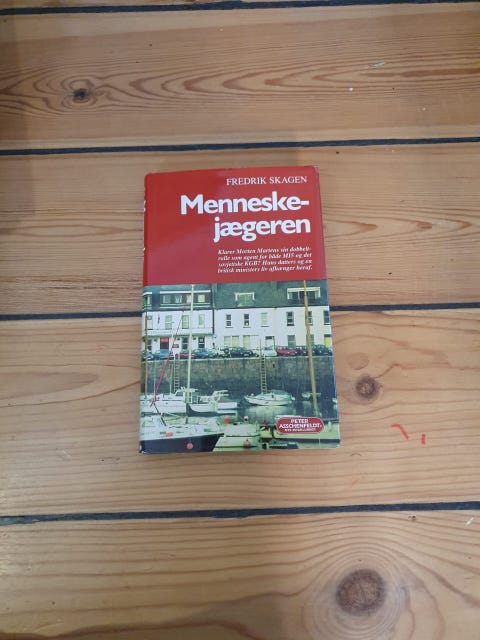 FREDRIK SKAGEN
Menneske-
jægeren
Klarer Morten Martens sin dobbelt-
rolle som agent for både MI5 og det
sovjetiske KGB? Hans datters og en
britisk ministers liv afhænger heraf.
PETER
ASSCHENFELDT'S